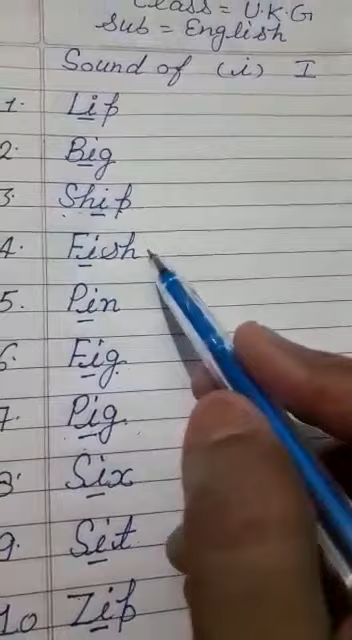 Class = U.K.G
Sub = English
Sound of (i) I
1. Lip
2. Big
3. Ship
4. Fish
5. Pin
6. Fig
7. Pig
8. Six
9. Sit
10 Zip